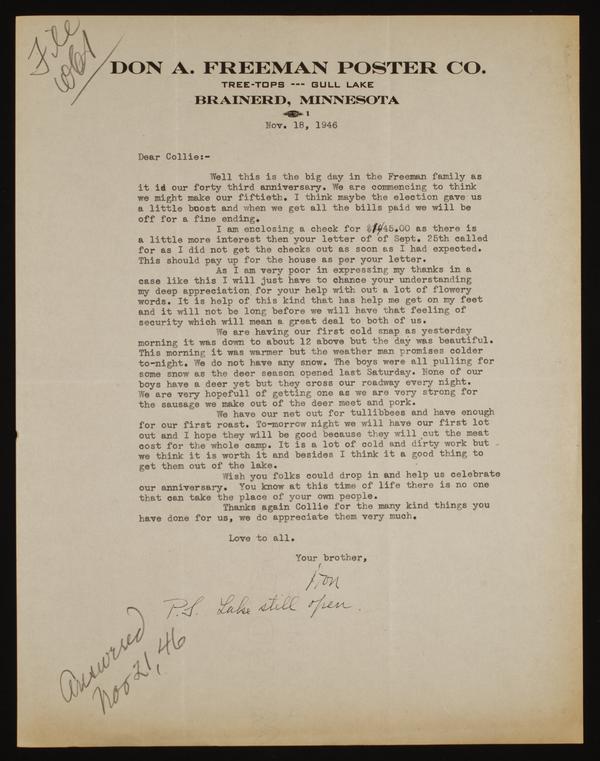 File
661
DON A. FREEMAN POSTER CO.
TREE-TOPS --- GULL LAKE
BRAINERD, MINNESOTA
1
Nov. 18, 1946
Dear Collie:-
Well this is the big day in the Freeman family as
it id our forty third anniversary. We are commencing to think
we might make our fiftieth. I think maybe the election gave us
a little buost and when we get all the bills paid we will be
off for a fine ending.
I am enclosing a check for $1445.00 as there is
a little more interest then your letter of of Sept. 25th called
for as I did not get the checks out as soon as I had expected.
This should pay up for the house as per your letter.
As I am very poor in expressing my thanks in a
case like this I will just have to chance your understanding
my deep appreciation for your help with out a lot of flowery
words. It is help of this kind that has help me get on my feet
and it will not be long before we will have that feeling of
security which will mean a great deal to both of us.
We are having our first cold snap as yesterday
morning it was down to about 12 above but the day was beautiful.
This morning it was warmer but the weather man promises colder
to-night. We do not have any snow. The boys were all pulling for
some snow as the deer season opened last Saturday. None of our
boys have a deer yet but they cross our roadway every night.
We are very hopefull of getting one as we are very strong for
the sausage we make out of the deer meet and pork.
We have our net out for tullibbees and have enough
for our first roast. To-morrow night we will have our first lot
out and I hope they will be good because they will cut the meat
cost for the whole camp. It is a lot of cold and dirty work but
we think it is worth it and besides I think it a good thing to
get them out of the lake.
Wish you folks could drop in and help us celebrate
our anniversary. You know at this time of life there is no one
that can take the place of your own people.
Thanks again Collie for the many kind things you
have done for us, we do appreciate them very much.
Love to all.
Your brother,
Don
P.S. Lake still open.
Answered
Nov 21, 46